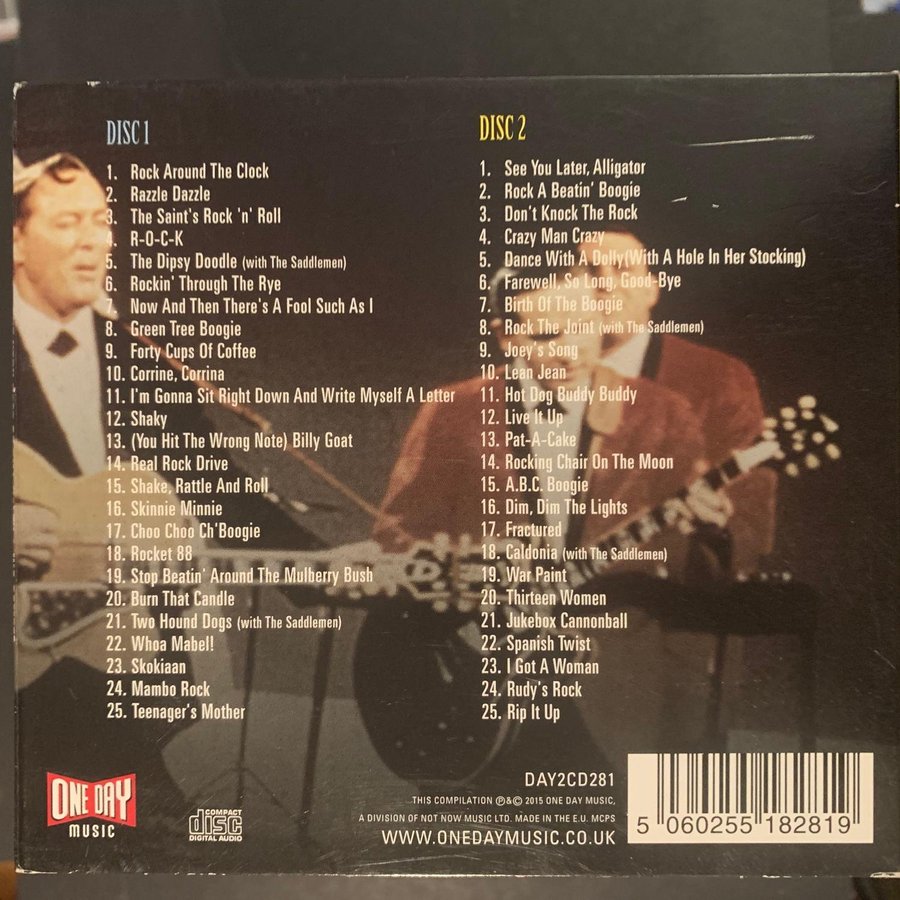 DISC 1
1. Rock Around The Clock
2. Razzle Dazzle
3. The Saint's Rock 'n' Roll
4. R-O-C-K
5. The Dipsy Doodle (with The Saddlemen)
6. Rockin' Through The Rye
7. Now And Then There's A Fool Such As I
8. Green Tree Boogie
9. Forty Cups Of Coffee
10. Corrine, Corrina
11. I'm Gonna Sit Right Down And Write Myself A Letter
12. Shaky
13. (You Hit The Wrong Note) Billy Goat
14. Real Rock Drive
15. Shake, Rattle And Roll
16. Skinnie Minnie
17. Choo Choo Ch'Boogie
18. Rocket 88
19. Stop Beatin' Around The Mulberry Bush
20. Burn That Candle
21. Two Hound Dogs (with The Saddlemen)
22. Whoa Mabel!
23. Skokiaan
24. Mambo Rock
25. Teenager's Mother
DISC 2
1. See You Later, Alligator
2. Rock A Beatin' Boogie
3. Don't Knock The Rock
4. Crazy Man Crazy
5. Dance With A Dolly(With A Hole In Her Stocking)
6. Farewell, So Long, Good-Bye
7. Birth Of The Boogie
8. Rock The Joint (with The Saddlemen)
9. Joey's Song
10. Lean Jean
11. Hot Dog Buddy Buddy
12. Live It Up
13. Pat-A-Cake
14. Rocking Chair On The Moon
15. A.B.C. Boogie
16. Dim, Dim The Lights
17. Fractured
18. Caldonia (with The Saddlemen)
19. War Paint
20. Thirteen Women
21. Jukebox Cannonball
22. Spanish Twist
23. I Got A Woman
24. Rudy's Rock
25. Rip It Up
ONE DAY
MUSIC
COMPACT
disc
DIGITAL AUDIO
DAY2CD281
THIS COMPILATION ℗&© 2015 ONE DAY MUSIC,
A DIVISION OF NOT NOW MUSIC LTD. MADE IN THE E.U. MCPS
WWW.ONEDAYMUSIC.CO.UK
5 060255 182819